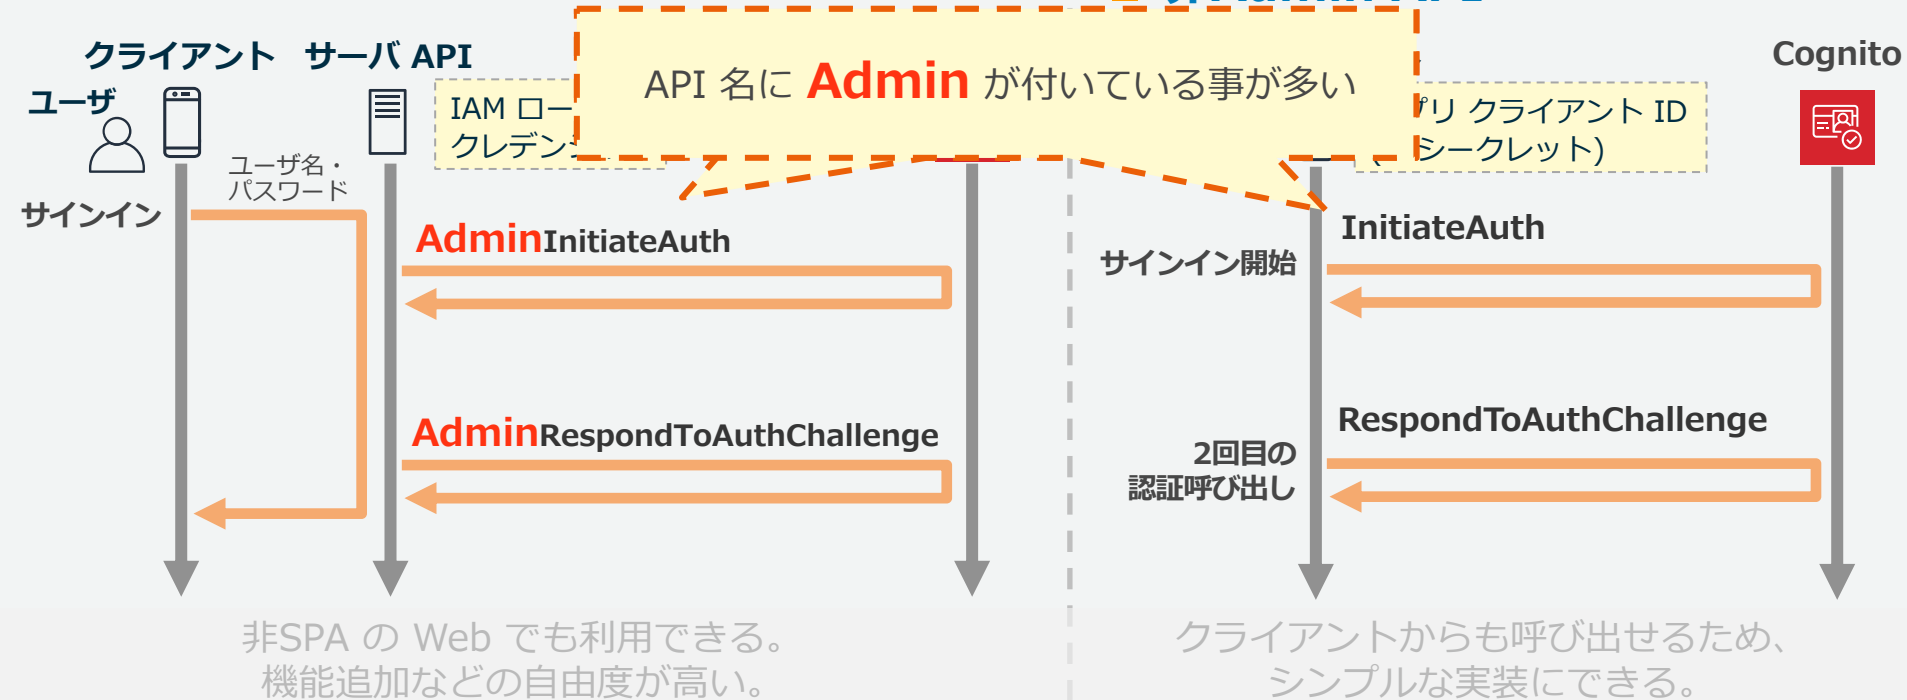 クライアント
サーバ API
ユーザ
IAM ロー
クレデン
API 名に Admin が付いている事が多い
プリ クライアント ID
シークレット)
Cognito
ユーザ名・
パスワード
サインイン
AdminInitiateAuth
AdminRespondToAuthChallenge
InitiateAuth
サインイン開始
RespondToAuthChallenge
2回目の
認証呼び出し
非SPA の Web でも利用できる。
機能追加などの自由度が高い。
クライアントからも呼び出せるため、
シンプルな実装にできる。